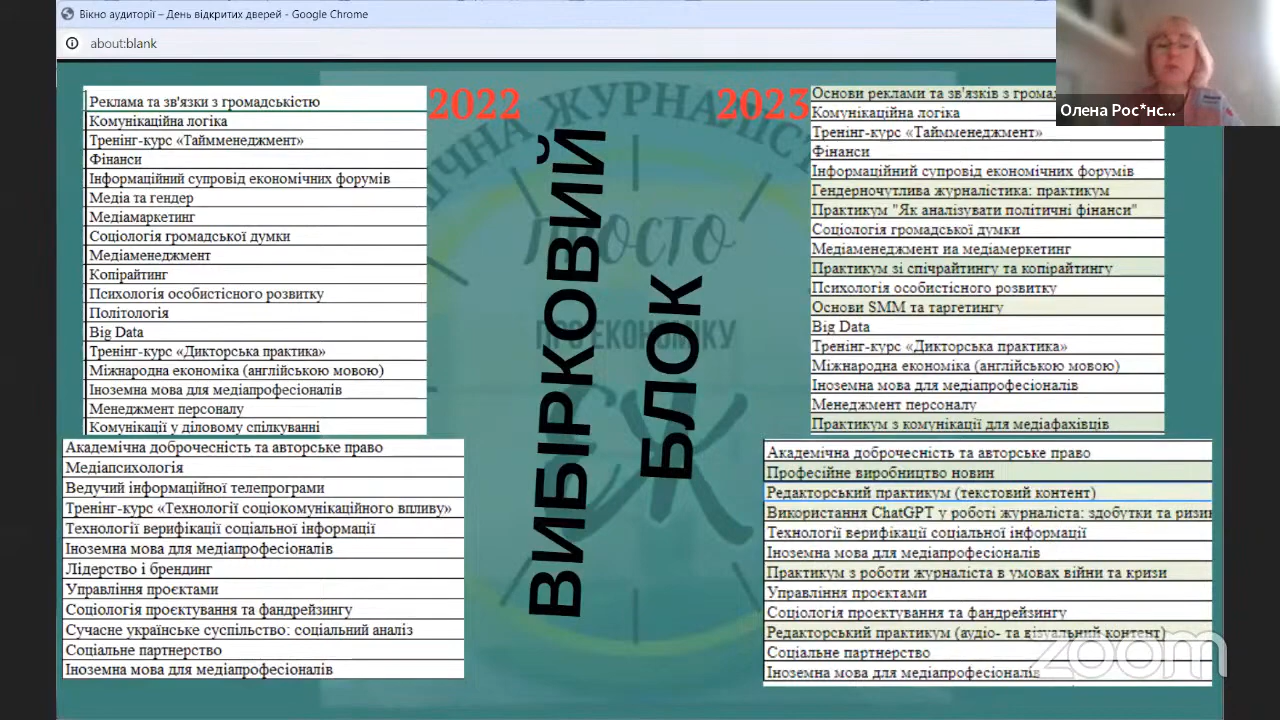 Вікно аудиторії – День відкритих дверей - Google Chrome
about:blank
Олена Рос*нс...
2022
Реклама та зв'язки з громадськістю
Комунікаційна логіка
Тренінг-курс «Таймменеджмент»
Фінанси
Інформаційний супровід економічних форумів
Медіа та гендер
Медіамаркетинг
Соціологія громадської думки
Медіаменеджмент
Копірайтинг
Психологія особистісного розвитку
Політологія
Big Data
Тренінг-курс «Дикторська практика»
Міжнародна економіка (англійською мовою)
Іноземна мова для медіапрофесіоналів
Менеджмент персоналу
Комунікації у діловому спілкуванні
Академічна доброчесність та авторське право
Медіапсихологія
Ведучий інформаційної телепрограми
Тренінг-курс «Технології соціокомунікаційного впливу»
Технології верифікації соціальної інформації
Іноземна мова для медіапрофесіоналів
Лідерство і брендинг
Управління проєктами
Соціологія проєктування та фандрейзингу
Сучасне українське суспільство: соціальний аналіз
Соціальне партнерство
Іноземна мова для медіапрофесіоналів
ВИБІРКОВИЙ
БЛОК
ПРОСТО
ПРО ЕКОНОМІКУ
2023
Основи реклами та зв'язків з
Комунікаційна логіка
Тренінг-курс «Таймменеджмент»
Фінанси
Інформаційний супровід економічних форумів
Гендерночутлива журналістика: практикум
Практикум "Як аналізувати політичні фінанси"
Соціологія громадської думки
Медіаменеджмент иа медіамеркетинг
Практикум зі спічрайтингу та копірайтингу
Психологія особистісного розвитку
Основи SMM та таргетингу
Big Data
Тренінг-курс «Дикторська практика»
Міжнародна економіка (англійською мовою)
Іноземна мова для медіапрофесіоналів
Менеджмент персоналу
Практикум з комунікації для медіафахівців
Академічна доброчесність та авторське право
Професійне виробництво новин
Редакторський практикум (текстовий контент)
Використання ChatGPT у роботі журналіста: здобутки та ризи
Технології верифікації соціальної інформації
Іноземна мова для медіапрофесіоналів
Практикум з роботи журналіста в умовах війни та кризи
Управління проєктами
Соціологія проєктування та фандрейзингу
Редакторський практикум (аудіо- та візуальний контент)
Соціальне партнерство
Іноземна мова для медіапрофесіоналів
zoom